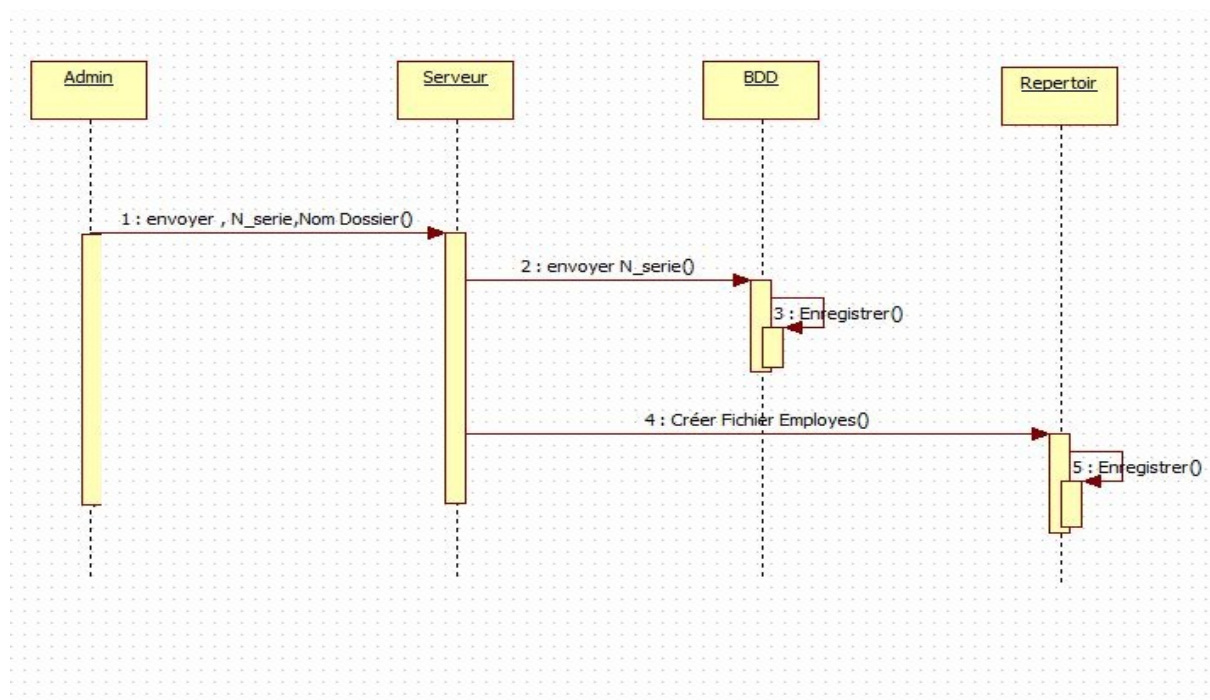 Admin
Serveur
BDD
Repertoir
1 : envoyer , N_serie,Nom Dossier()
2 : envoyer N_serie()
3 : Enregistrer()
4 : Créer Fichier Employes()
5 : Enregistrer()